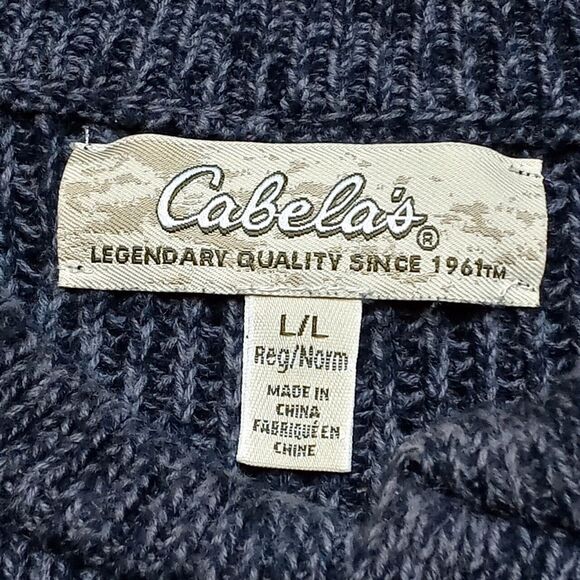 Cabela's®
LEGENDARY QUALITY SINCE 1961™
L/L
Reg/Norm
MADE IN
CHINA
FABRIQUÉ EN
CHINE